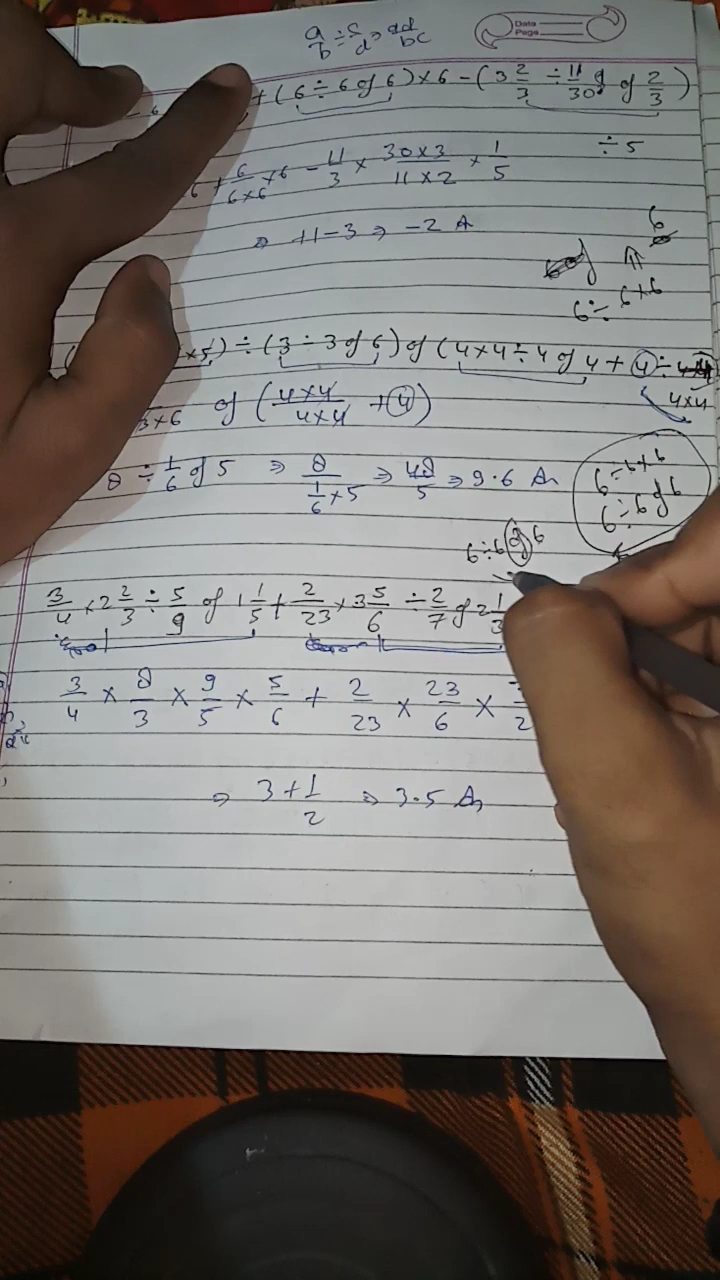 a/b ÷ c/d = ad/bc
Date
Page
+ (6 ÷ 6 of 6) × 6 - (3 2/3 ÷ 11/30 of 2/3)
÷ 5
+ 6/(6×6) × 6 - 11/3 × (30×3)/(11×2) × 1/5
⇒ +1-3 ⇒ -2 A
6
⇑
6 ÷ 6×6
×5) ÷ (3 ÷ 3 of 6) of (4×4÷4 of 4 + 4 ÷
4×4
3×6 of ((4×4)/(4×4) + 4)
8 ÷ 1/6 of 5 ⇒ 8/(1/6 × 5) ⇒ 48/5 ⇒ 9.6 An
6 ÷ 6×6
6 ÷ 6 of 6
6 ÷ 6 of 6
3/4 × 2 2/3 ÷ 5/9 of 1 1/5 + 2/23 × 3 5/6 ÷ 2/7 of 2 1/3
3/4 × 8/3 × 9/5 × 5/6 + 2/23 × 23/6 ×
⇒ 3 + 1/2 ⇒ 3.5 An